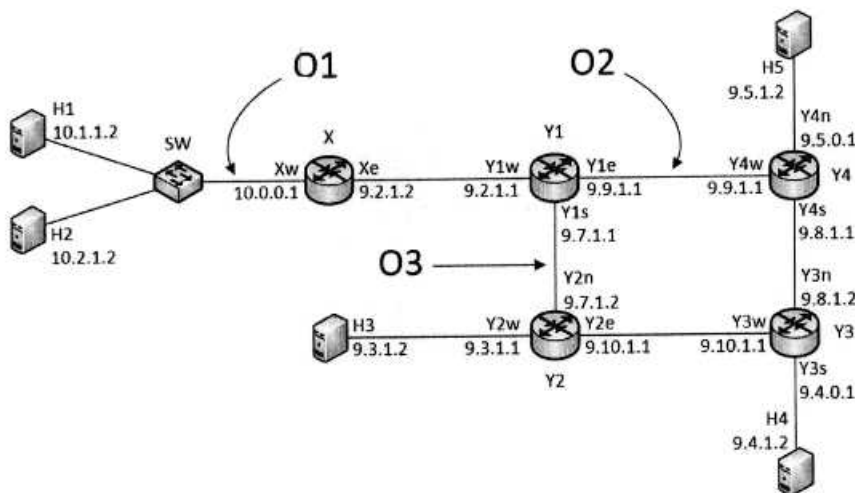 O1
O2
H5
9.5.1.2
H1
10.1.1.2
SW
X
Y1
Y4n
9.5.0.1
Xw
Xe
Y1w
Y1e
Y4w
Y4
10.0.0.1
9.2.1.2
9.2.1.1
9.9.1.1
9.9.1.1
Y1s
9.7.1.1
Y4s
9.8.1.1
H2
10.2.1.2
O3
Y2n
9.7.1.2
Y3n
9.8.1.2
H3
9.3.1.2
Y2w
9.3.1.1
Y2e
9.10.1.1
Y3w
9.10.1.1
Y3
Y2
Y3s
9.4.0.1
H4
9.4.1.2